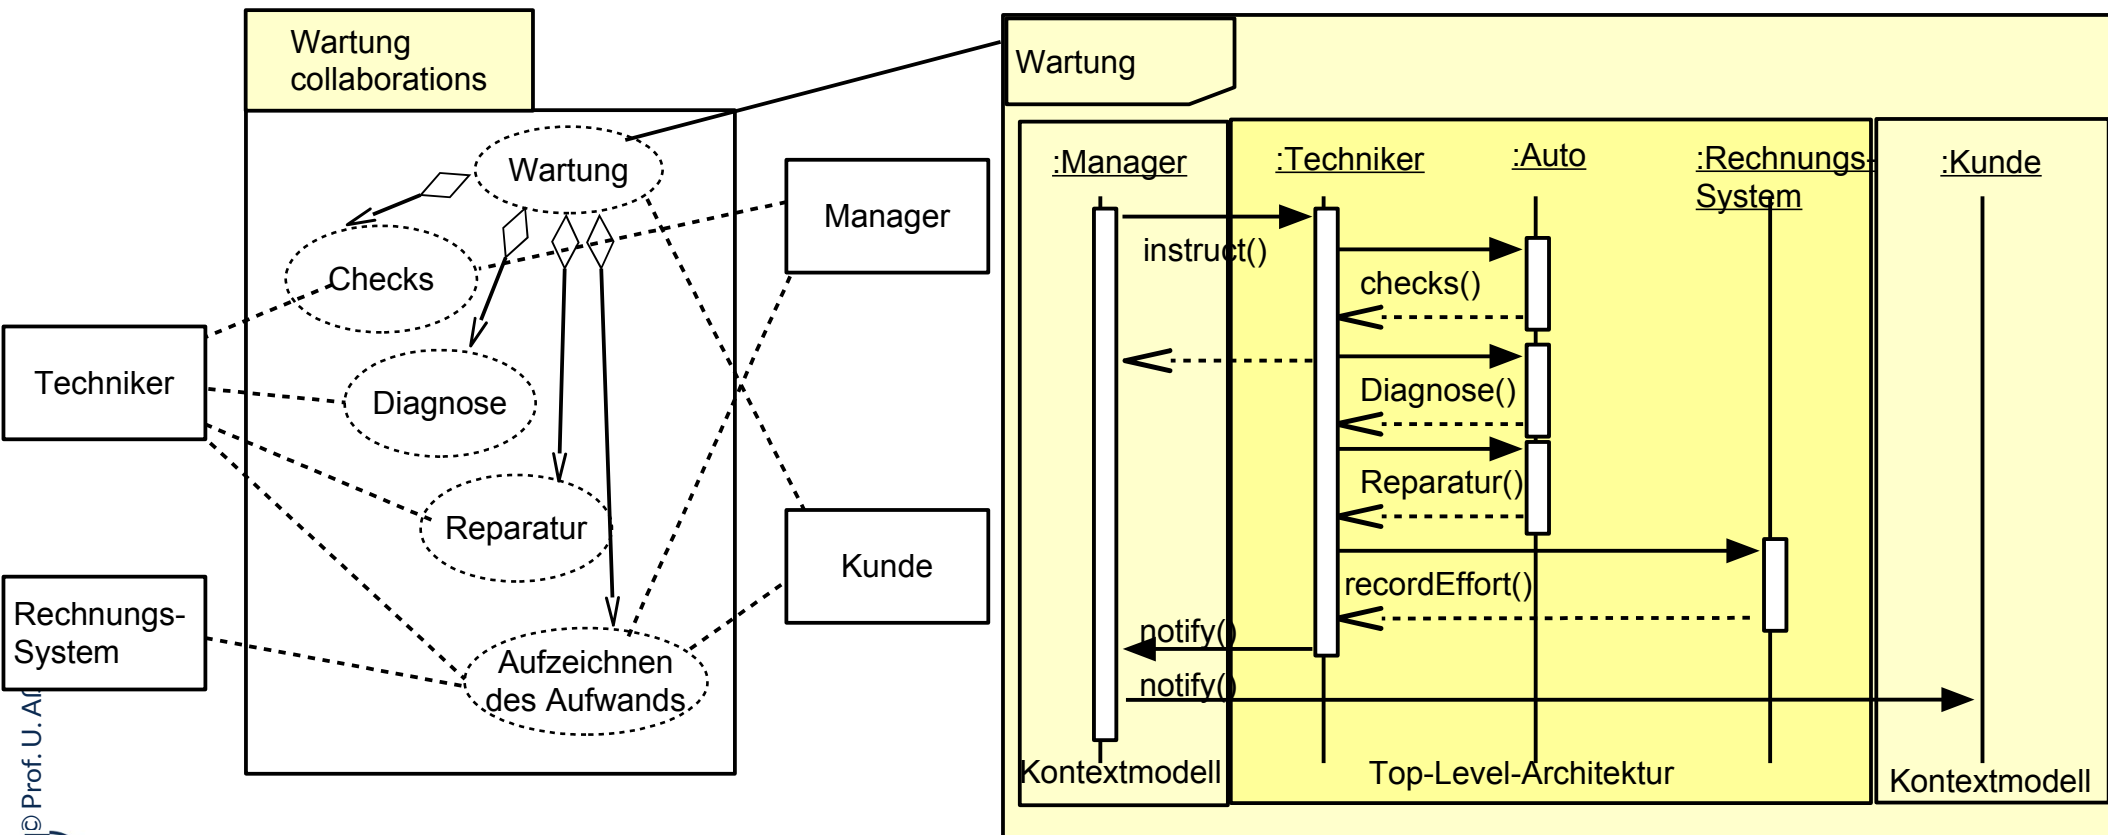 Wartung
collaborations
Wartung
Checks
Diagnose
Reparatur
Aufzeichnen
des Aufwands
Techniker
Rechnungs-
System
Manager
Kunde
Wartung
:Manager
:Techniker
:Auto
:Rechnungs-
System
:Kunde
instruct()
checks()
Diagnose()
Reparatur()
recordEffort()
notify()
notify()
Kontextmodell
Top-Level-Architektur
Kontextmodell
© Prof. U.